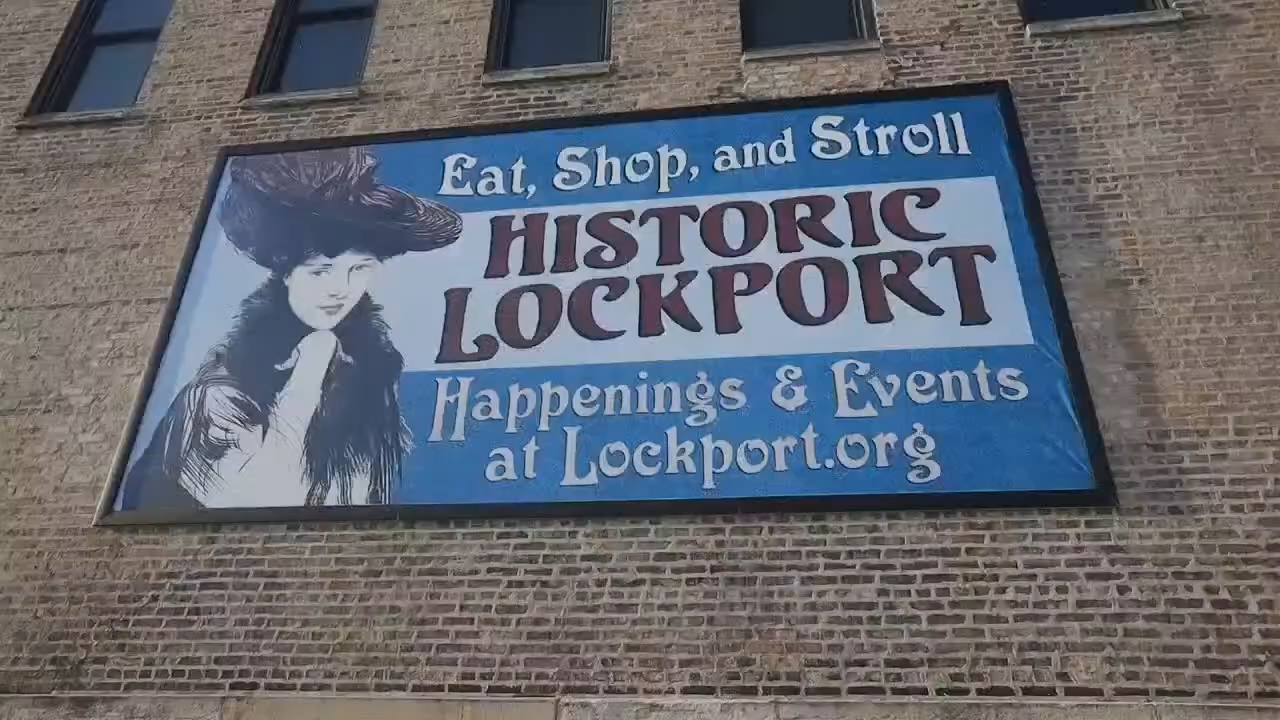 Eat, Shop, and Stroll
HISTORIC
LOCKPORT
Happenings & Events
at Lockport.org